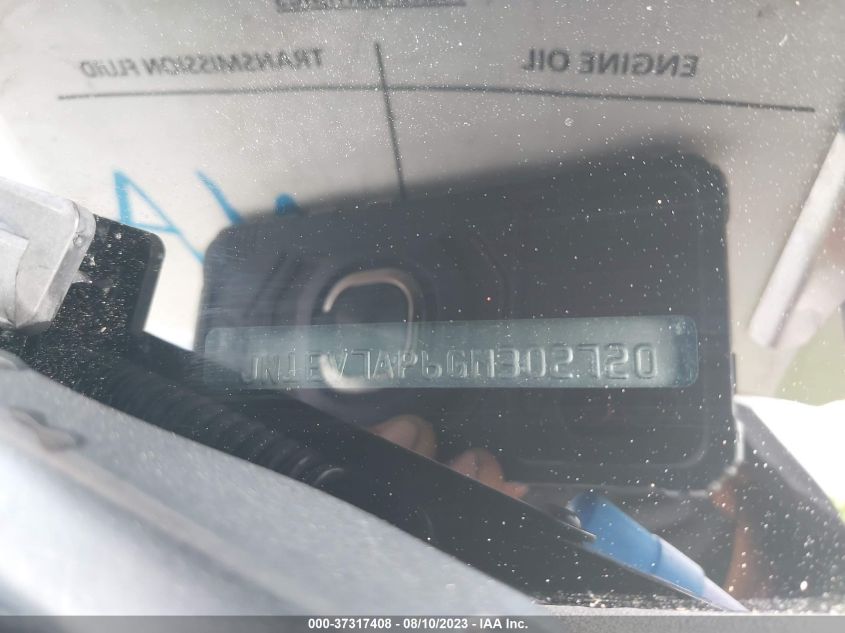 TRANSMISSION FLUID
ENGINE OIL
JN1EV7AP6GM302720
000-37317408 - 08/10/2023 - IAA Inc.